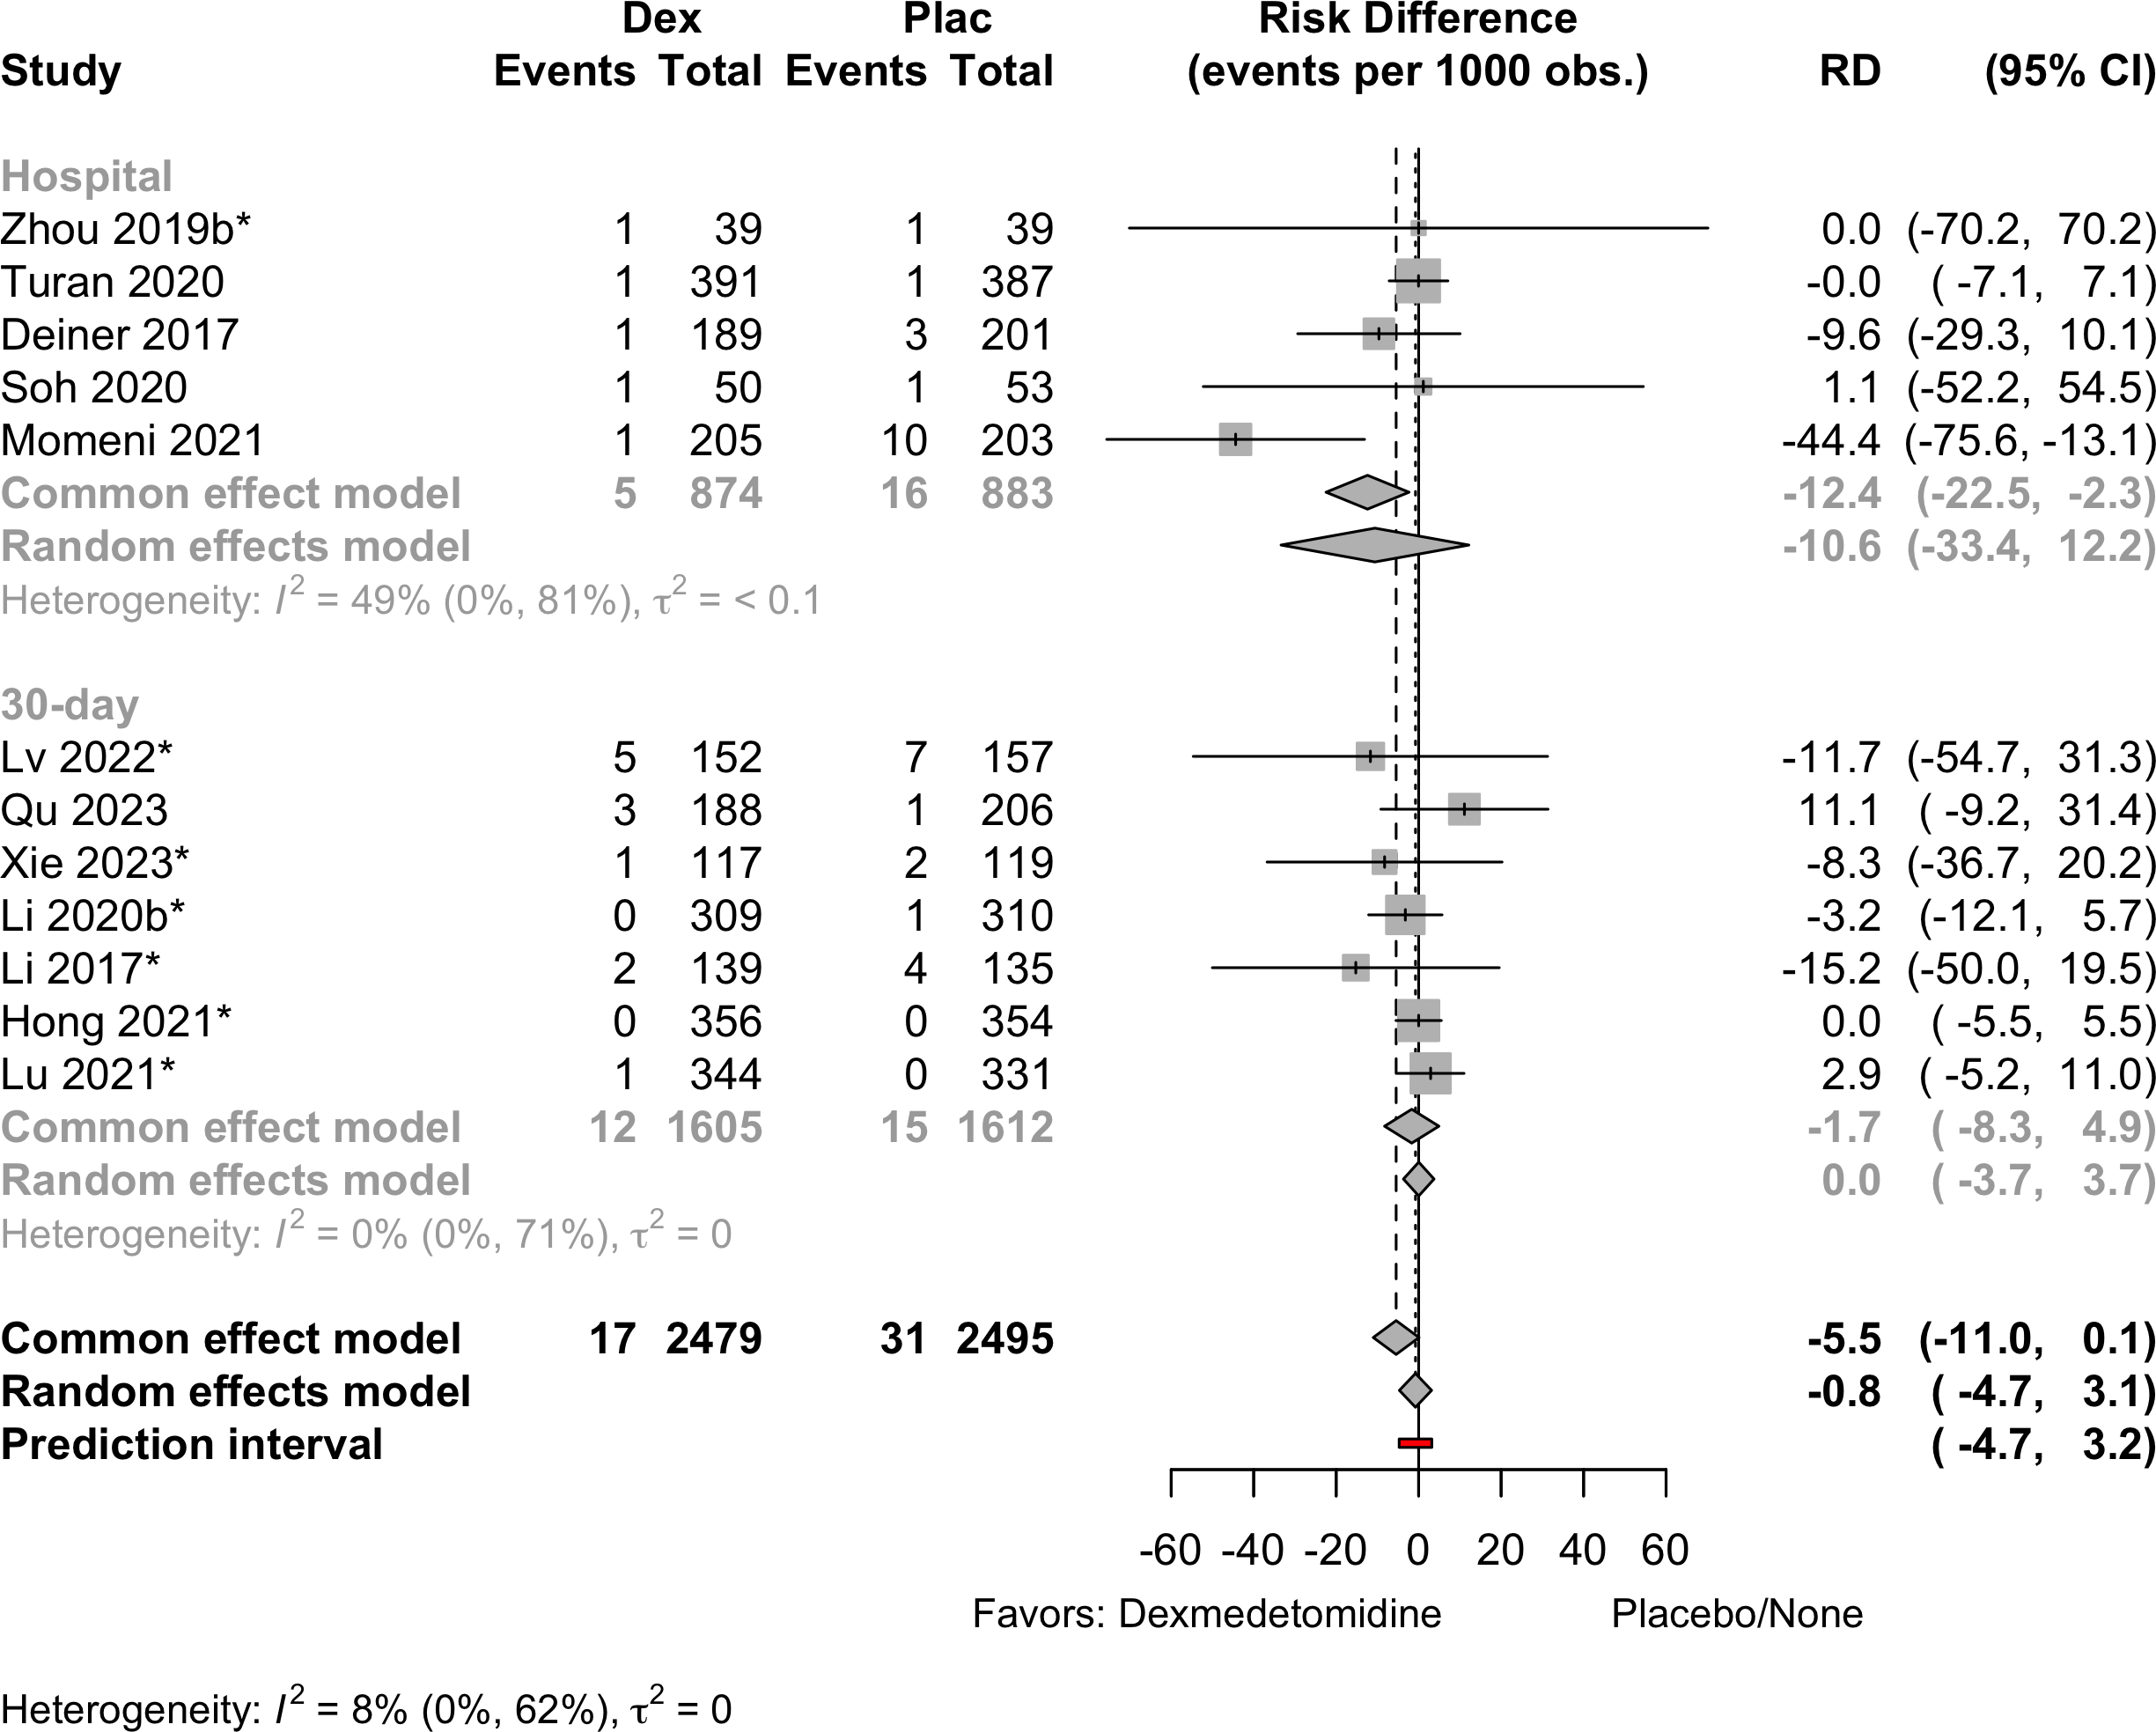 Dex Plac Risk Difference
Study Events Total Events Total (events per 1000 obs.) RD (95% CI)
Hospital
Zhou 2019b* 1 39 1 39 0.0 (-70.2, 70.2)
Turan 2020 1 391 1 387 -0.0 ( -7.1, 7.1)
Deiner 2017 1 189 3 201 -9.6 (-29.3, 10.1)
Soh 2020 1 50 1 53 1.1 (-52.2, 54.5)
Momeni 2021 1 205 10 203 -44.4 (-75.6, -13.1)
Common effect model 5 874 16 883 -12.4 (-22.5, -2.3)
Random effects model -10.6 (-33.4, 12.2)
Heterogeneity: I² = 49% (0%, 81%), τ² = < 0.1
30-day
Lv 2022* 5 152 7 157 -11.7 (-54.7, 31.3)
Qu 2023 3 188 1 206 11.1 ( -9.2, 31.4)
Xie 2023* 1 117 2 119 -8.3 (-36.7, 20.2)
Li 2020b* 0 309 1 310 -3.2 (-12.1, 5.7)
Li 2017* 2 139 4 135 -15.2 (-50.0, 19.5)
Hong 2021* 0 356 0 354 0.0 ( -5.5, 5.5)
Lu 2021* 1 344 0 331 2.9 ( -5.2, 11.0)
Common effect model 12 1605 15 1612 -1.7 ( -8.3, 4.9)
Random effects model 0.0 ( -3.7, 3.7)
Heterogeneity: I² = 0% (0%, 71%), τ² = 0
Common effect model 17 2479 31 2495 -5.5 (-11.0, 0.1)
Random effects model -0.8 ( -4.7, 3.1)
Prediction interval ( -4.7, 3.2)
-60 -40 -20 0 20 40 60
Favors: Dexmedetomidine Placebo/None
Heterogeneity: I² = 8% (0%, 62%), τ² = 0